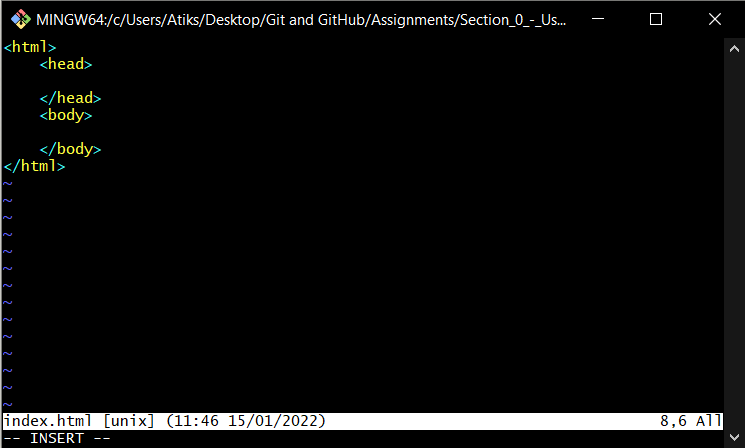 MINGW64:/c/Users/Atiks/Desktop/Git and GitHub/Assignments/Section_0_-_Us...
<html>
    <head>

    </head>
    <body>

    </body>
</html>
~
~
~
~
~
~
~
~
~
~
~
~
~
~
index.html [unix] (11:46 15/01/2022) 8,6 All
-- INSERT --